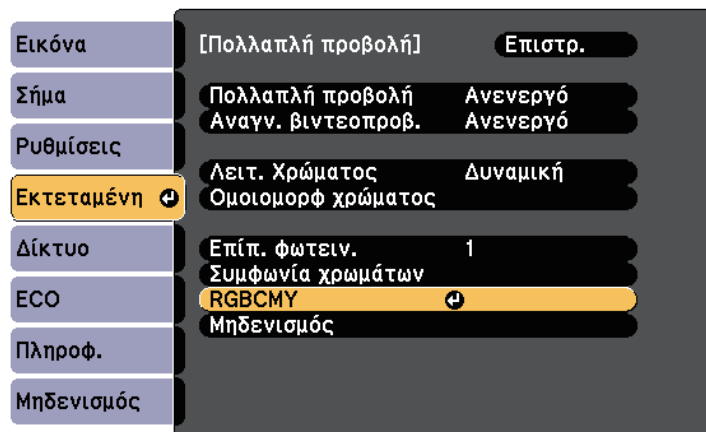 Εικόνα
Σήμα
Ρυθμίσεις
Εκτεταμένη
Δίκτυο
ECO
Πληροφ.
Μηδενισμός
[Πολλαπλή προβολή] Επιστρ.
Πολλαπλή προβολή Ανενεργό
Αναγν. βιντεοπροβ. Ανενεργό
Λειτ. Χρώματος Δυναμική
Ομοιομορφ χρώματος
Επίπ. φωτειν. 1
Συμφωνία χρωμάτων
RGBCMY
Μηδενισμός